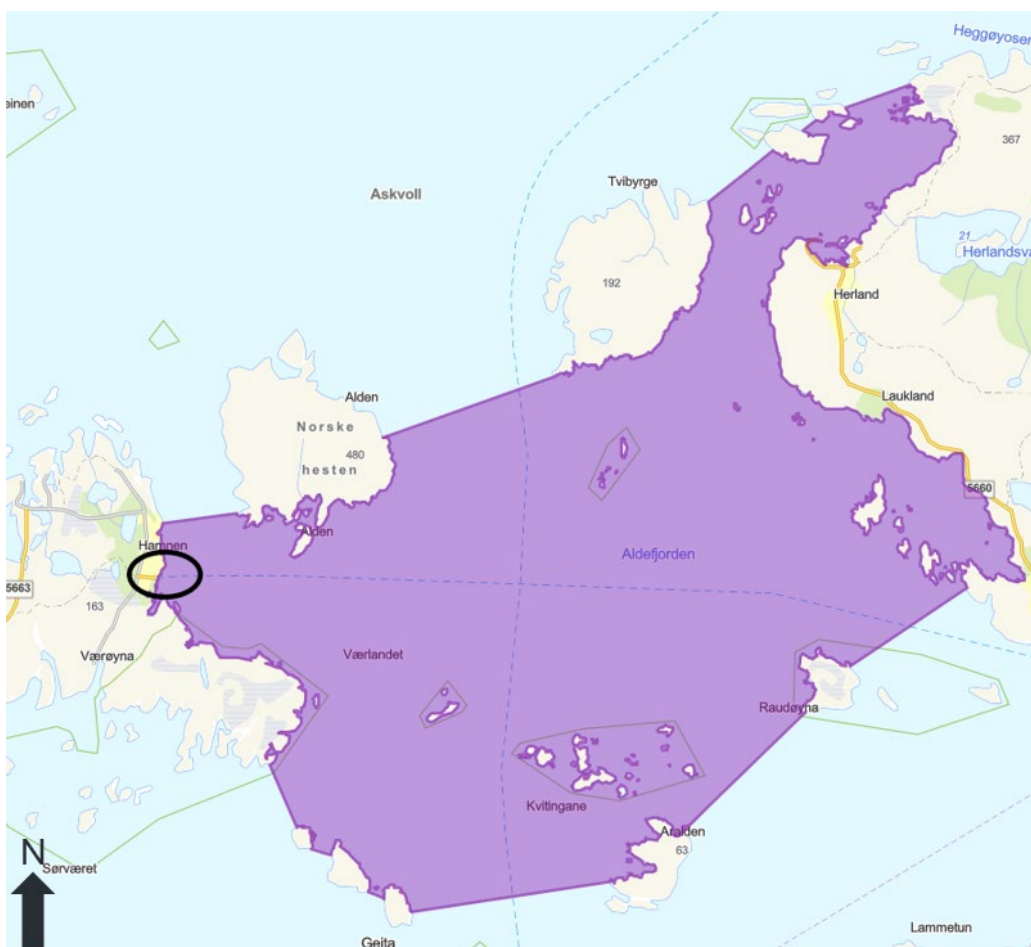 Heggøyosen
367
einen
Tvibyrge
Askvoll
21
Herlandsva
192
Herland
Alden
Laukland
Norske
480
hesten
5660
Alden
Hamnen
Aldefjorden
5663
163
Værlandet
Værøyna
Raudøyna
Kvitingane
Aralden
63
N
Sørværet
Lammetun
Geita